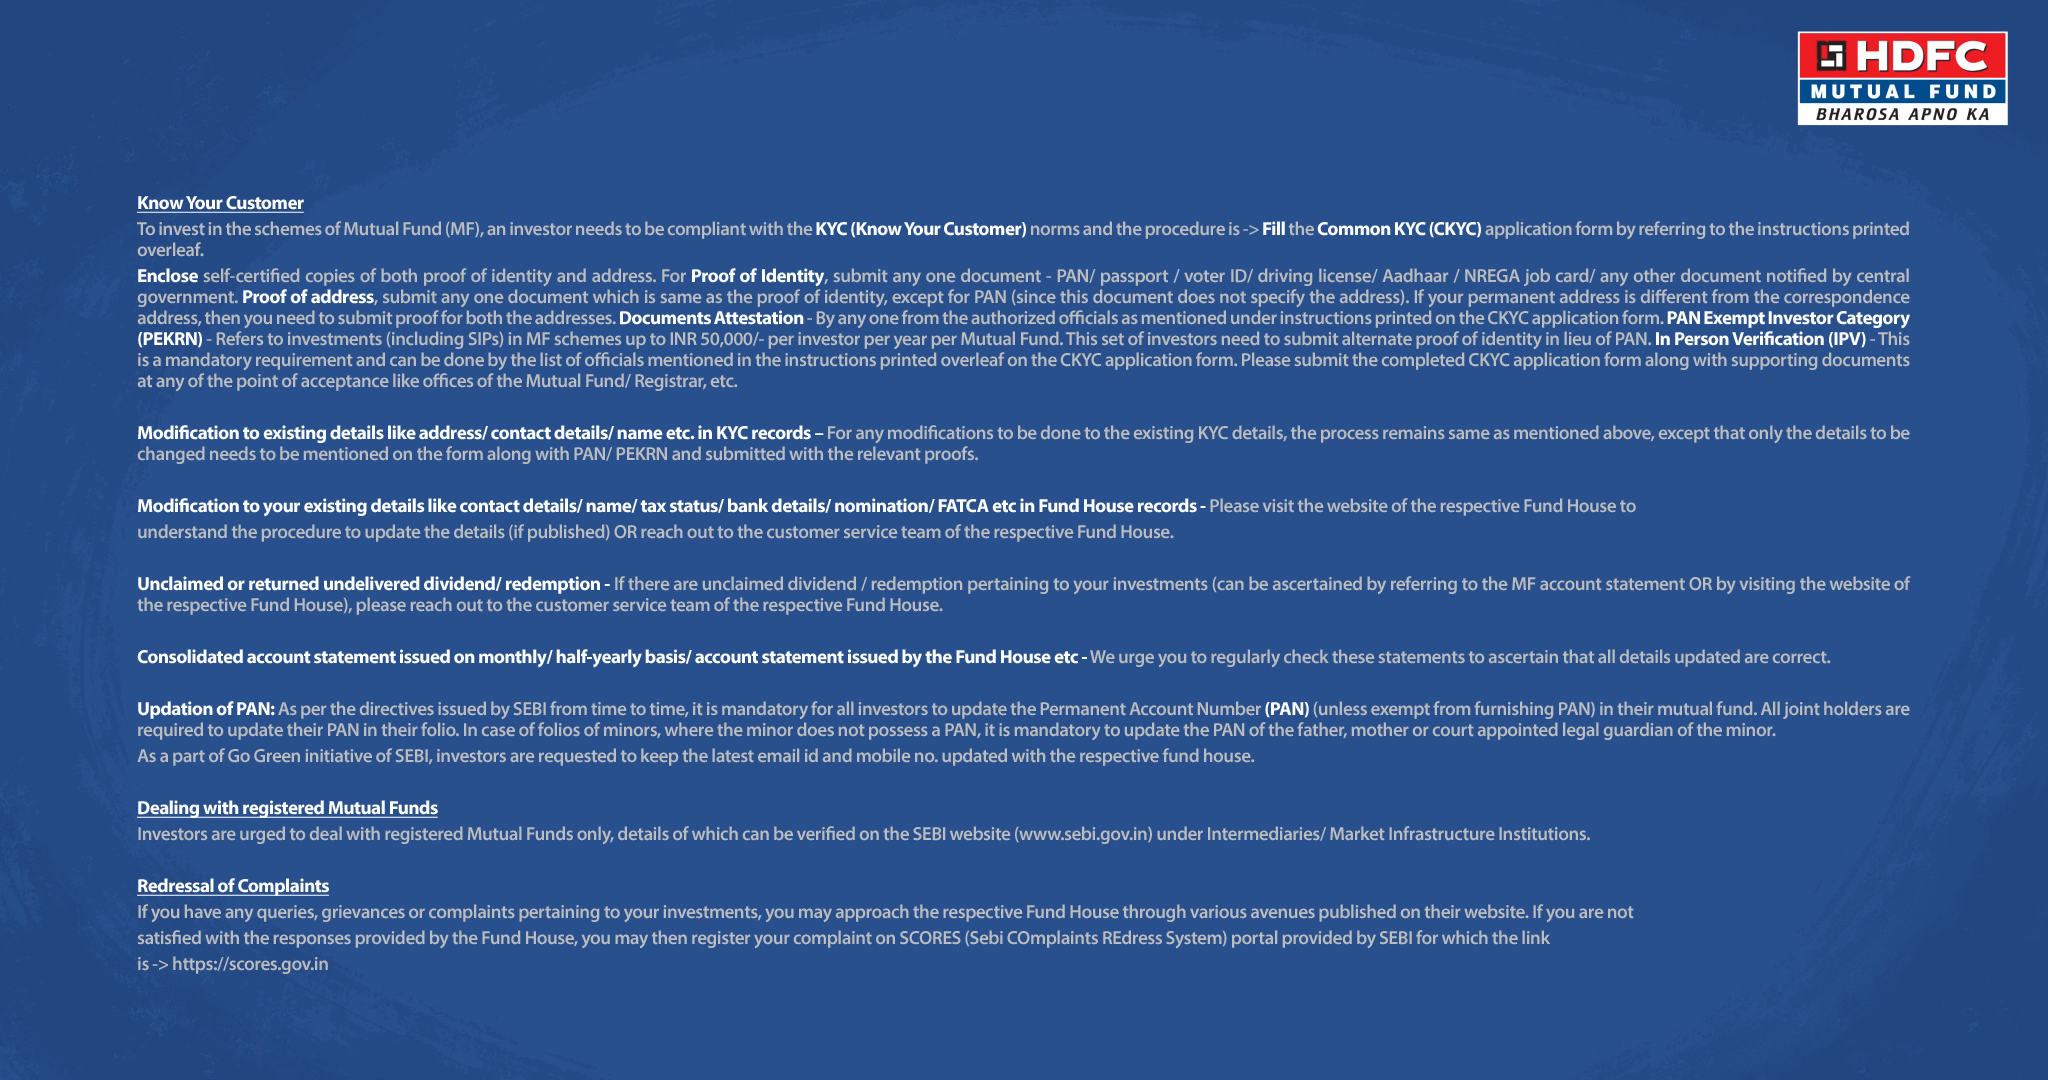 HDFC
MUTUAL FUND
BHAROSA APNO KA
Know Your Customer
To invest in the schemes of Mutual Fund (MF), an investor needs to be compliant with the KYC (Know Your Customer) norms and the procedure is -> Fill the Common KYC (CKYC) application form by referring to the instructions printed
overleaf.
Enclose self-certified copies of both proof of identity and address. For Proof of Identity, submit any one document - PAN/ passport / voter ID/ driving license/ Aadhaar / NREGA job card/ any other document notified by central
government. Proof of address, submit any one document which is same as the proof of identity, except for PAN (since this document does not specify the address). If your permanent address is different from the correspondence
address, then you need to submit proof for both the addresses. Documents Attestation - By any one from the authorized officials as mentioned under instructions printed on the CKYC application form. PAN Exempt Investor Category
(PEKRN) - Refers to investments (including SIPs) in MF schemes up to INR 50,000/- per investor per year per Mutual Fund. This set of investors need to submit alternate proof of identity in lieu of PAN. In Person Verification (IPV) - This
is a mandatory requirement and can be done by the list of officials mentioned in the instructions printed overleaf on the CKYC application form. Please submit the completed CKYC application form along with supporting documents
at any of the point of acceptance like offices of the Mutual Fund/ Registrar, etc.
Modification to existing details like address/ contact details/ name etc. in KYC records – For any modifications to be done to the existing KYC details, the process remains same as mentioned above, except that only the details to be
changed needs to be mentioned on the form along with PAN/ PEKRN and submitted with the relevant proofs.
Modification to your existing details like contact details/ name/ tax status/ bank details/ nomination/ FATCA etc in Fund House records - Please visit the website of the respective Fund House to
understand the procedure to update the details (if published) OR reach out to the customer service team of the respective Fund House.
Unclaimed or returned undelivered dividend/ redemption - If there are unclaimed dividend / redemption pertaining to your investments (can be ascertained by referring to the MF account statement OR by visiting the website of
the respective Fund House), please reach out to the customer service team of the respective Fund House.
Consolidated account statement issued on monthly/ half-yearly basis/ account statement issued by the Fund House etc - We urge you to regularly check these statements to ascertain that all details updated are correct.
Updation of PAN: As per the directives issued by SEBI from time to time, it is mandatory for all investors to update the Permanent Account Number (PAN) (unless exempt from furnishing PAN) in their mutual fund. All joint holders are
required to update their PAN in their folio. In case of folios of minors, where the minor does not possess a PAN, it is mandatory to update the PAN of the father, mother or court appointed legal guardian of the minor.
As a part of Go Green initiative of SEBI, investors are requested to keep the latest email id and mobile no. updated with the respective fund house.
Dealing with registered Mutual Funds
Investors are urged to deal with registered Mutual Funds only, details of which can be verified on the SEBI website (www.sebi.gov.in) under Intermediaries/ Market Infrastructure Institutions.
Redressal of Complaints
If you have any queries, grievances or complaints pertaining to your investments, you may approach the respective Fund House through various avenues published on their website. If you are not
satisfied with the responses provided by the Fund House, you may then register your complaint on SCORES (Sebi COmplaints REdress System) portal provided by SEBI for which the link
is -> https://scores.gov.in